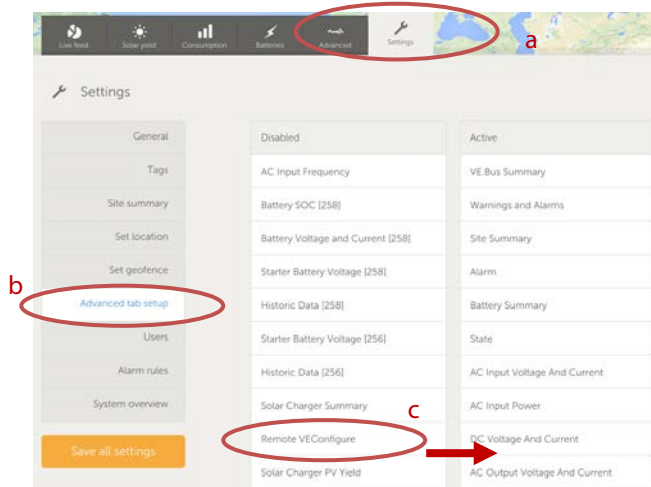 Live feed
Solar yield
Consumption
Batteries
Advanced
Settings
a
Settings
General
Tags
Site summary
Set location
Set geofence
b
Advanced tab setup
Users
Alarm rules
System overview
Save all settings
Disabled
AC Input Frequency
Battery SOC [258]
Battery Voltage and Current [258]
Starter Battery Voltage [258]
Historic Data [258]
Starter Battery Voltage [256]
Historic Data [256]
Solar Charger Summary
c
Remote VEConfigure
Solar Charger PV Yield
Active
VE.Bus Summary
Warnings and Alarms
Site Summary
Alarm
Battery Summary
State
AC Input Voltage And Current
AC Input Power
DC Voltage And Current
AC Output Voltage And Current